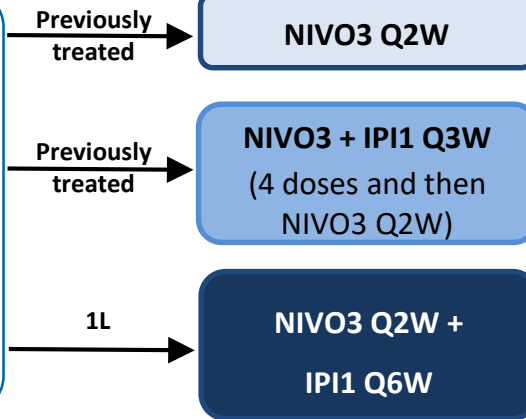 Previously
treated
NIVO3 Q2W
Previously
treated
NIVO3 + IPI1 Q3W
(4 doses and then
NIVO3 Q2W)
1L
NIVO3 Q2W +
IPI1 Q6W